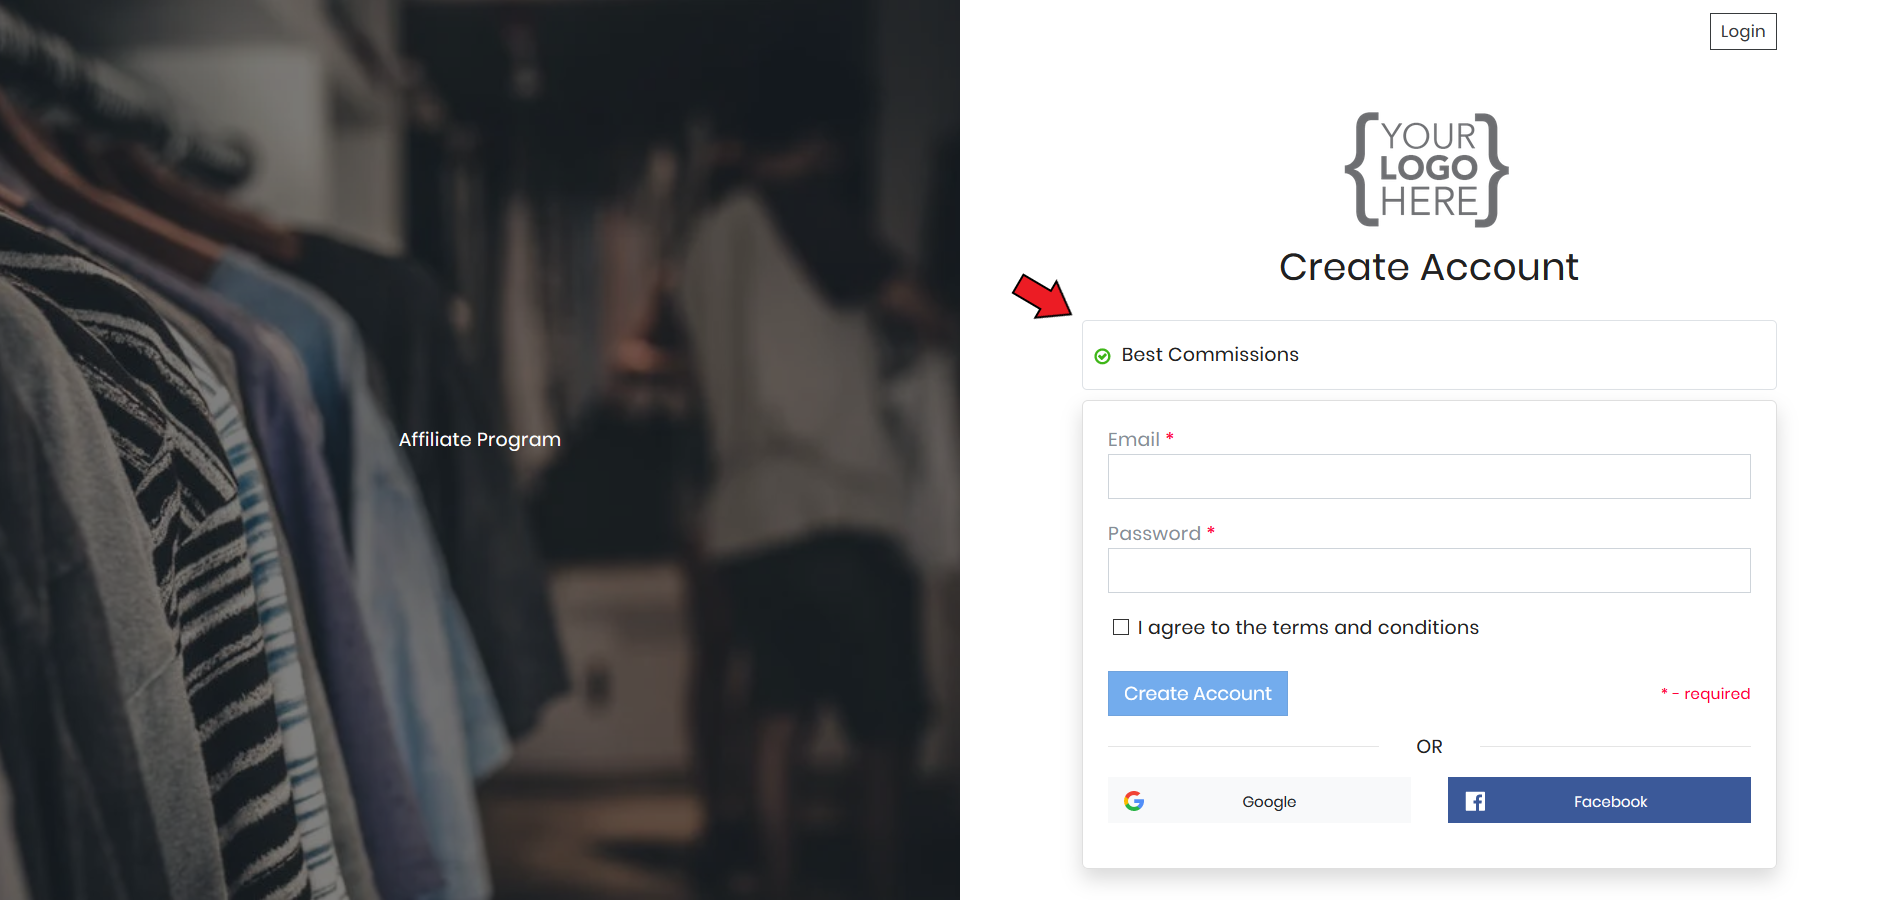 Login
{YOUR
LOGO
HERE}
Create Account
Best Commissions
Affiliate Program
Email *
Password *
I agree to the terms and conditions
Create Account
* - required
OR
Google
Facebook